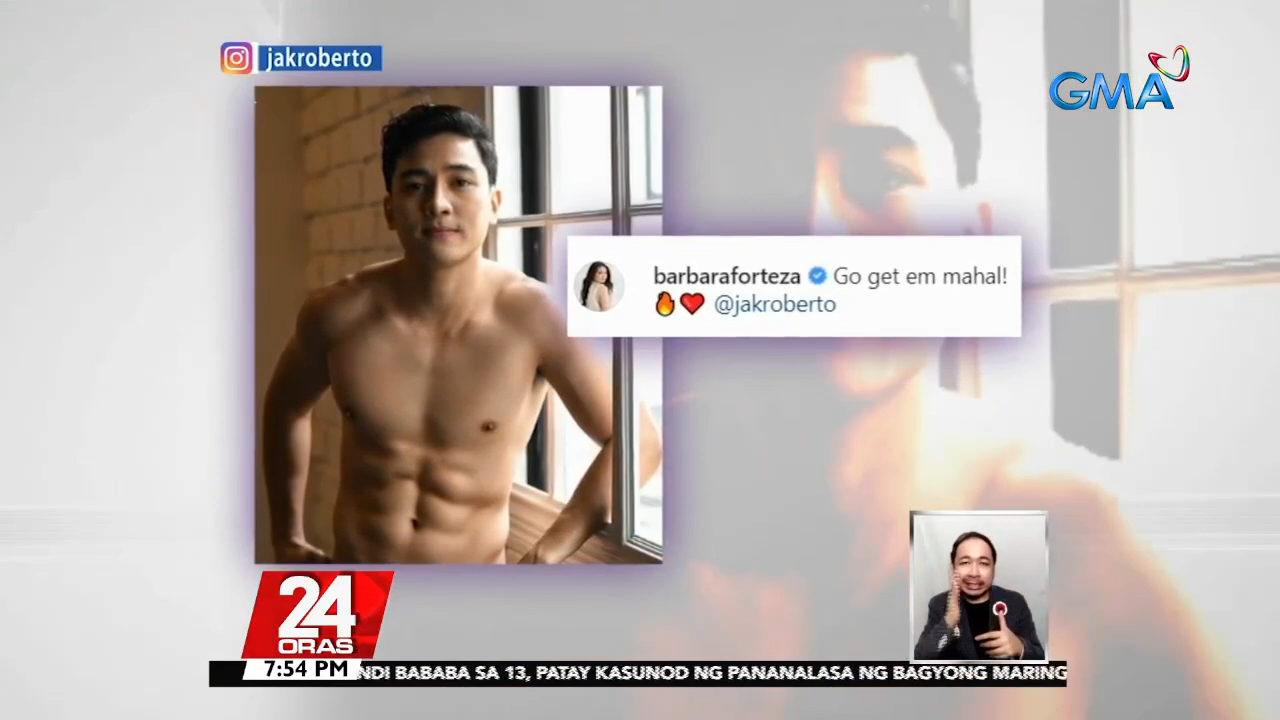 jakroberto
GMA
barbaraforteza Go get em mahal!
@jakroberto
24
ORAS
7:54 PM
NDI BABABA SA 13, PATAY KASUNOD NG PANANALASA NG BAGYONG MARING